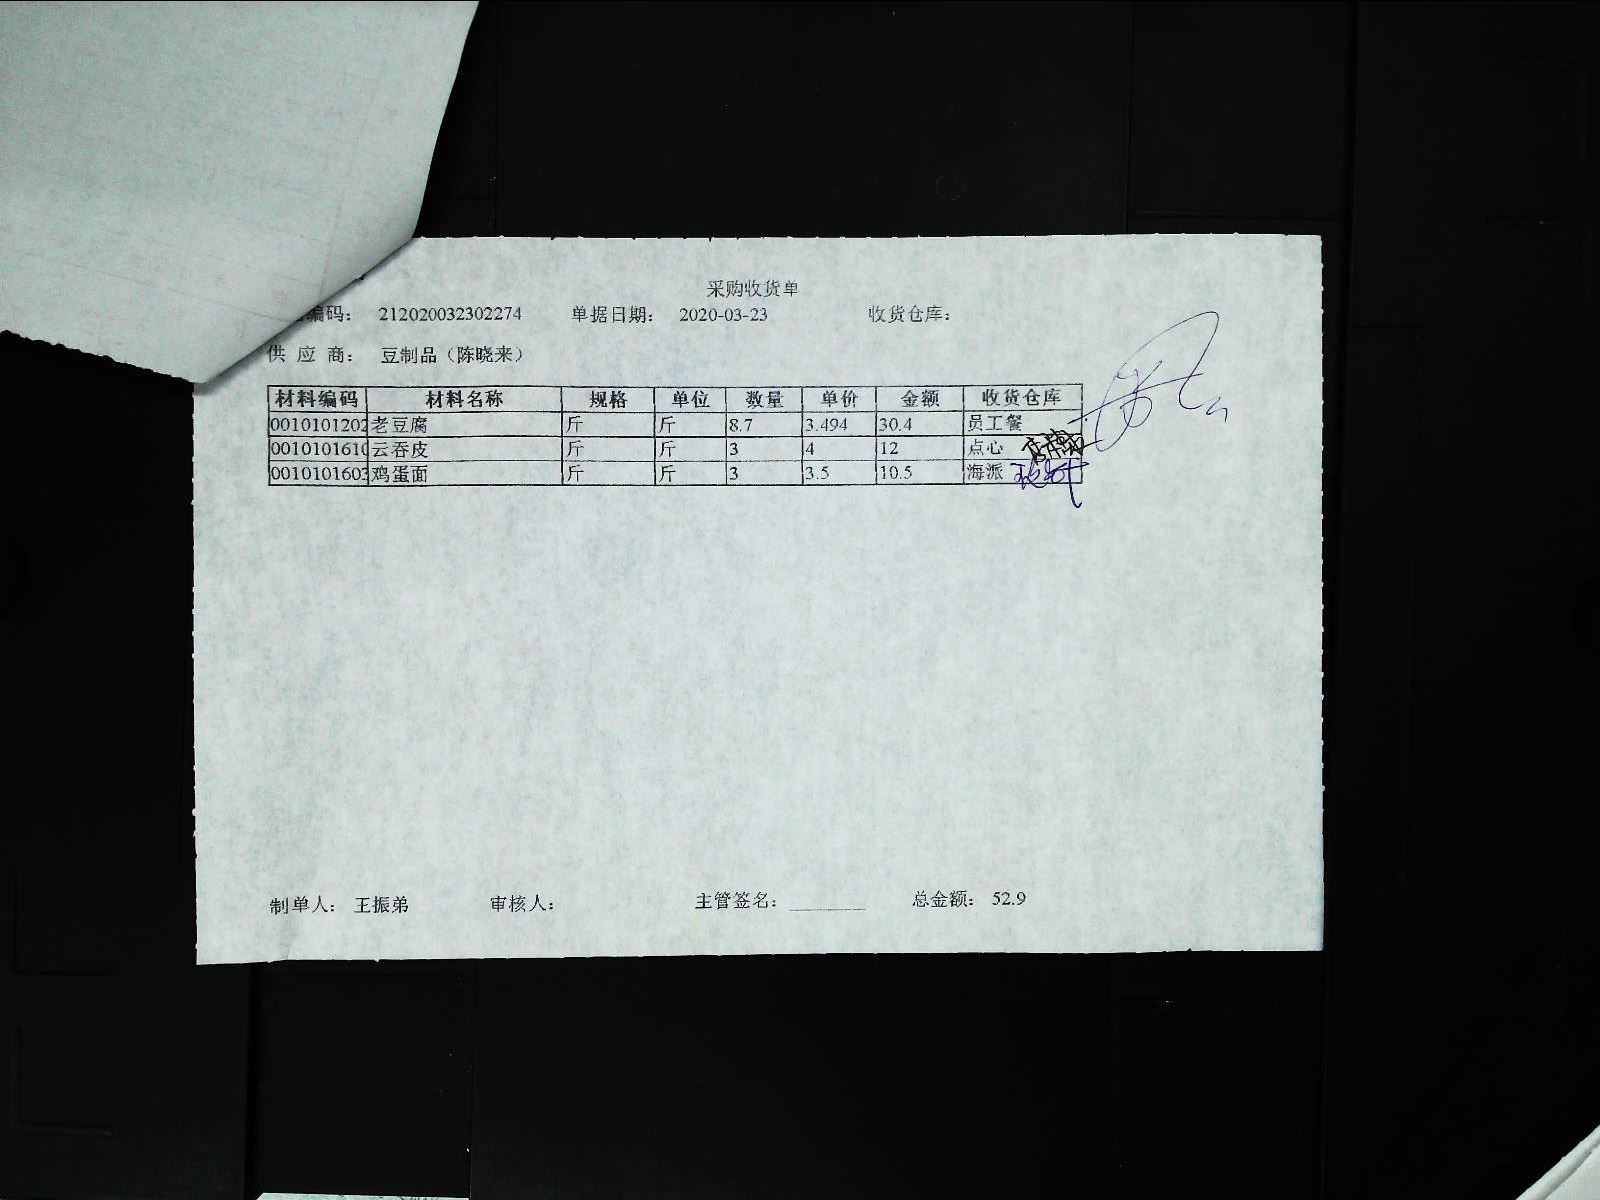 采购收货单
编码： 212020032302274 单据日期： 2020-03-23 收货仓库：
供 应 商： 豆制品（陈晓来）
材料编码 材料名称 规格 单位 数量 单价 金额 收货仓库
0010101202 老豆腐 斤 斤 8.7 3.494 30.4 员工餐
0010101610 云吞皮 斤 斤 3 4 12 点心
0010101603 鸡蛋面 斤 斤 3 3.5 10.5 海派
制单人： 王振弟 审核人： 主管签名： ________ 总金额： 52.9